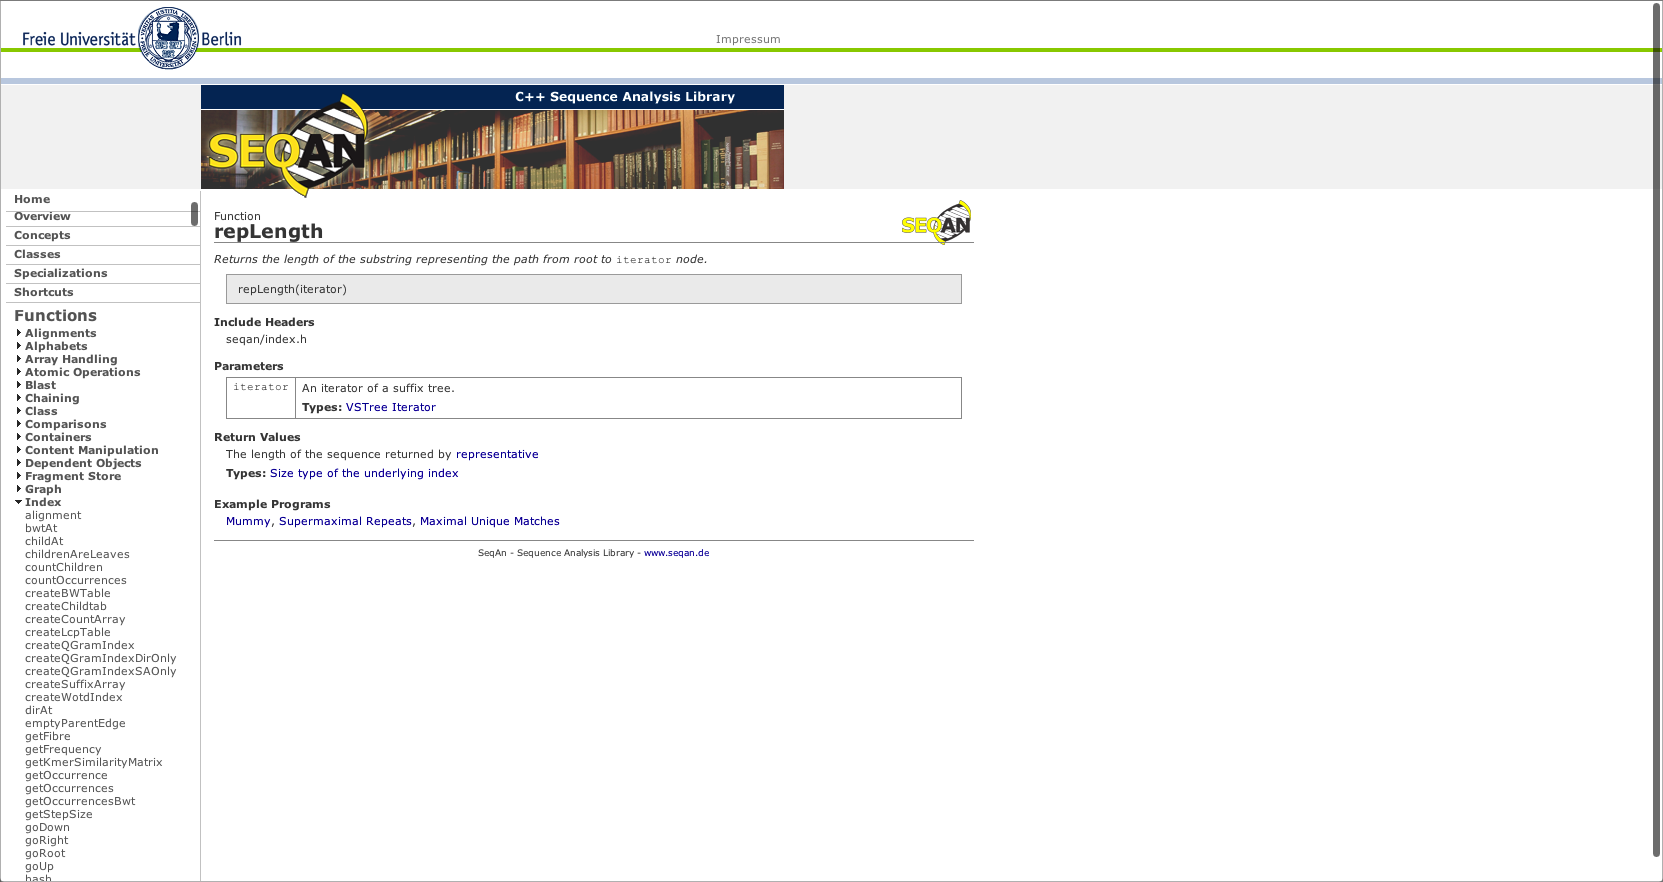 Freie Universität Berlin
Impressum
C++ Sequence Analysis Library
SEQAN
Home
Overview
Concepts
Classes
Specializations
Shortcuts
Functions
Alignments
Alphabets
Array Handling
Atomic Operations
Blast
Chaining
Class
Comparisons
Containers
Content Manipulation
Dependent Objects
Fragment Store
Graph
Index
alignment
bwtAt
childAt
childrenAreLeaves
countChildren
countOccurrences
createBWTable
createChildtab
createCountArray
createLcpTable
createQGramIndex
createQGramIndexDirOnly
createQGramIndexSAOnly
createSuffixArray
createWotdIndex
dirAt
emptyParentEdge
getFibre
getFrequency
getKmerSimilarityMatrix
getOccurrence
getOccurrences
getOccurrencesBwt
getStepSize
goDown
goRight
goRoot
goUp
hash
Function
repLength
SEQAN
Returns the length of the substring representing the path from root to iterator node.
repLength(iterator)
Include Headers
seqan/index.h
Parameters
iterator An iterator of a suffix tree.
Types: VSTree Iterator
Return Values
The length of the sequence returned by representative
Types: Size type of the underlying index
Example Programs
Mummy, Supermaximal Repeats, Maximal Unique Matches
SeqAn - Sequence Analysis Library - www.seqan.de